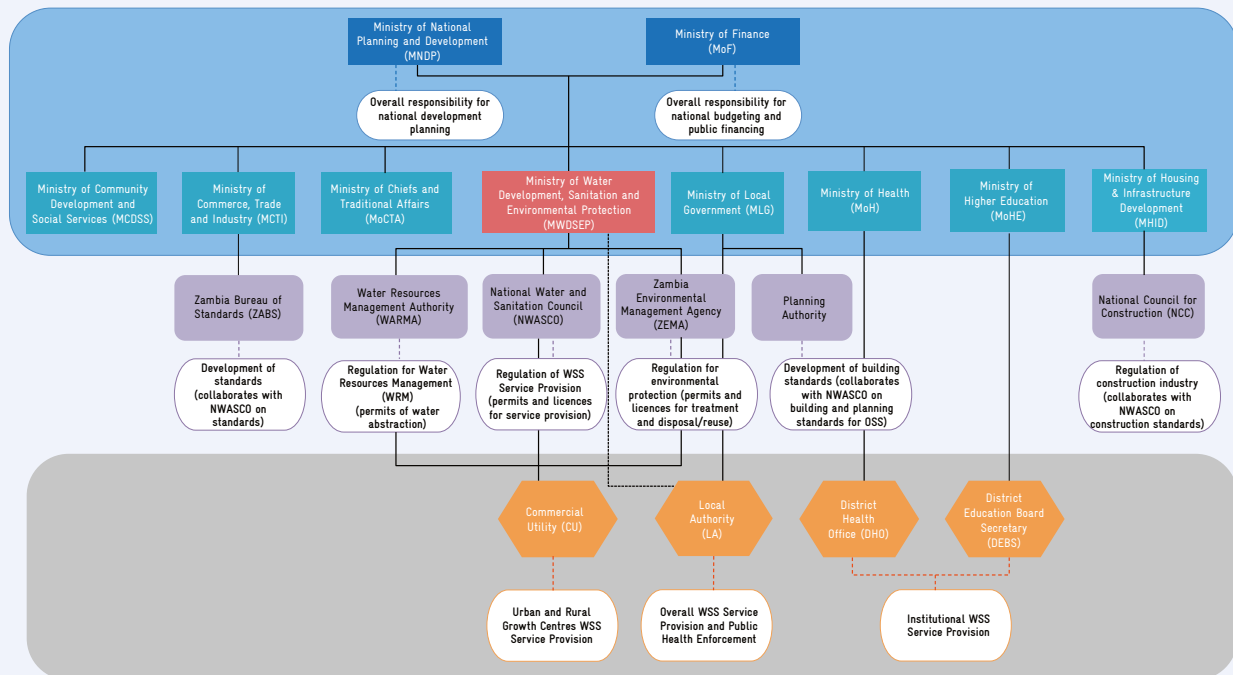 Ministry of National
Planning and Development
(MNDP)
Ministry of Finance
(MoF)
Overall responsibility for
national development
planning
Overall responsibility for
national budgeting and
public financing
Ministry of Community
Development and
Social Services (MCDSS)
Ministry of
Commerce, Trade
and Industry (MCTI)
Ministry of Chiefs and
Traditional Affairs
(MoCTA)
Ministry of Water
Development, Sanitation and
Environmental Protection
(MWDSEP)
Ministry of Local
Government (MLG)
Ministry of Health
(MoH)
Ministry of
Higher Education
(MoHE)
Ministry of Housing
& Infrastructure
Development
(MHID)
Zambia Bureau of
Standards (ZABS)
Water Resources
Management Authority
(WARMA)
National Water and
Sanitation Council
(NWASCO)
Zambia
Environmental
Management Agency
(ZEMA)
Planning
Authority
National Council for
Construction (NCC)
Development of
standards
(collaborates with
NWASCO on
standards)
Regulation for Water
Resources Management
(WRM)
(permits of water
abstraction)
Regulation of WSS
Service Provision
(permits and licences
for service provision)
Regulation for
environmental
protection (permits and
licences for treatment
and disposal/reuse)
Development of building
standards (collaborates
with NWASCO on
building and planning
standards for OSS)
Regulation of
construction industry
(collaborates with
NWASCO on
construction standards)
Commercial
Utility (CU)
Local
Authority
(LA)
District
Health
Office (DHO)
District
Education Board
Secretary
(DEBS)
Urban and Rural
Growth Centres WSS
Service Provision
Overall WSS Service
Provision and Public
Health Enforcement
Institutional WSS
Service Provision